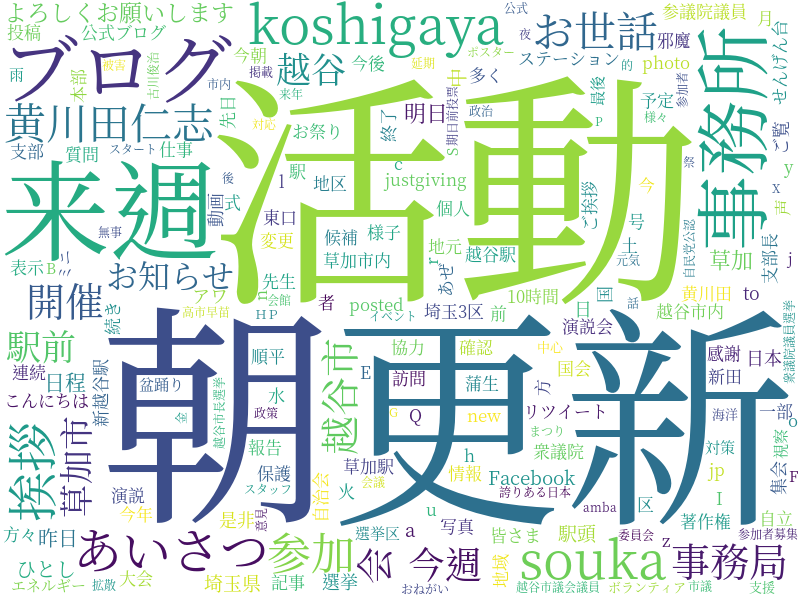 よろしくお願いします
koshigaya
お世話
参議院議員
月
公式
夜
投稿
公式ブログ
今朝
掲載
ポスター
延期
中
邪魔
ステーション
的
photo
せんげん台
雨
ブログ
被害
市内
古川俊治
本部
先日
越谷
今後
多く
最後
予定
参加者
様々
事務所
ご覧
黄川田仁志
来年
対応
お祭り
終了
明日
S
期日前投票
政治
p
支部
質問
スタート
仕事
駅
c
justgiving
今
y
祭
来週
活動
後
動画
式
l
地区
個人
ご挨拶
x
声
無事
東口
変更
候補
様子
地元
r
号
土
元気
自民党公認
支部長
草加
j
表示
B
お知らせ
アワ
先生
草加市内
あぜ
越谷駅
国
話
黄川田
to
続き
高市早苗
n
会館
者
posted
埼玉3区
前
10時間
日
越谷市内
開催
HP
イベント
駅前
朝
更新
順平
協力
確認
演説会
国会
中心
感謝
日本
衆議院議員選挙
連続
日程
盆踊り
新越谷駅
越谷市長選挙
水
E
訪問
蒲生
方
新田
こんにちは
金
政策
越谷市
G
Q
new
リツイート
海洋
一部
o
挨拶
草加市
報告
h
衆議院
まつり
対策
視察
保護
草加駅
会議
情報
Facebook
jp
集会
F
演説
スタッフ
火
誇りある日本
I
方々
昨日
今年
是非
自治会
意見
u
a
写真
選挙区
皆さま
駅頭
amba
区
委員会
z
著作権
自立
参加者募集
ひとし
あいさつ
参加
会
今週
souka
事務局
エネルギー
拡散
大会
埼玉県
記事
選挙
おねがい
地域
越谷市議会議員
ボランティア
市議
支援